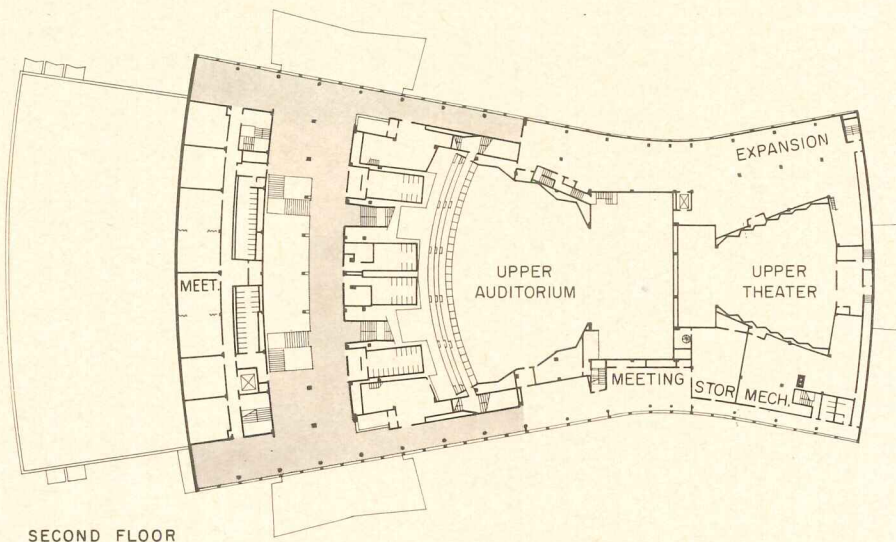 EXPANSION
MEET.
UPPER
AUDITORIUM
UPPER
THEATER
MEETING
STOR
MECH.
SECOND FLOOR